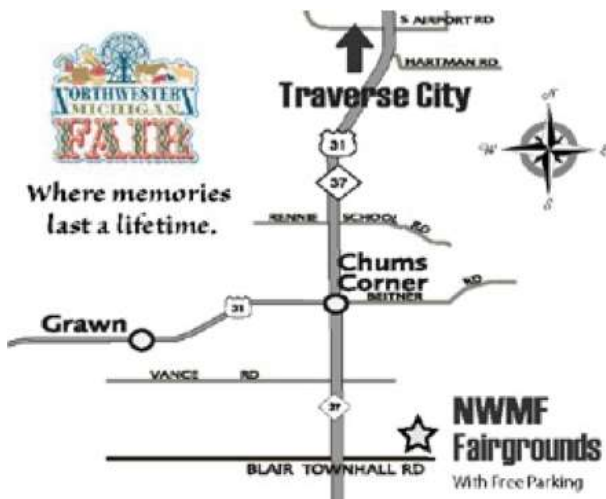 S AIRPORT RD
HARTMAN RD
Traverse City
NORTHWESTERN
MICHIGAN
FAIR
Where memories
last a lifetime.
N
W
E
S
31
37
RENNIE SCHOOL RD
Chums
Corner
BEITNER RD
31
Grawn
VANCE RD
37
NWMF
Fairgrounds
With Free Parking
BLAIR TOWNHALL RD